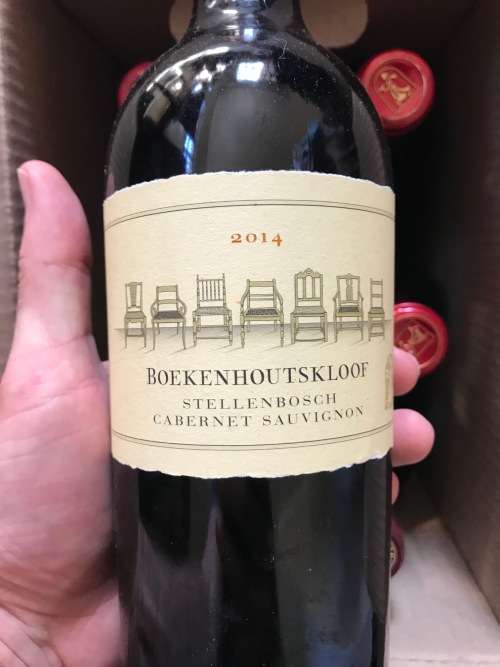 2014
BOEKENHOUTSKLOOF
STELLENBOSCH
CABERNET SAUVIGNON